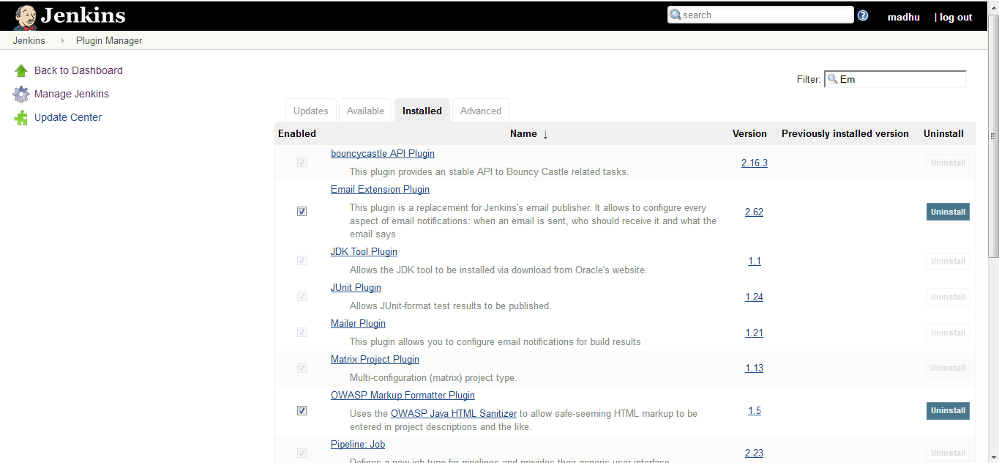 Jenkins
search
madhu | log out
Jenkins Plugin Manager
Back to Dashboard
Manage Jenkins
Update Center
Filter: Em
Updates Available Installed Advanced
Enabled Name ↓ Version Previously installed version Uninstall
bouncycastle API Plugin
This plugin provides an stable API to Bouncy Castle related tasks.
2.16.3
Uninstall
Email Extension Plugin
This plugin is a replacement for Jenkins's email publisher. It allows to configure every
aspect of email notifications: when an email is sent, who should receive it and what the
email says
2.62
Uninstall
JDK Tool Plugin
Allows the JDK tool to be installed via download from Oracle's website.
1.1
Uninstall
JUnit Plugin
Allows JUnit-format test results to be published.
1.24
Uninstall
Mailer Plugin
This plugin allows you to configure email notifications for build results
1.21
Uninstall
Matrix Project Plugin
Multi-configuration (matrix) project type.
1.13
Uninstall
OWASP Markup Formatter Plugin
Uses the OWASP Java HTML Sanitizer to allow safe-seeming HTML markup to be
entered in project descriptions and the like.
1.5
Uninstall
Pipeline: Job
Defines a new job type for pipelines and provides their generic user interface.
2.23
Uninstall